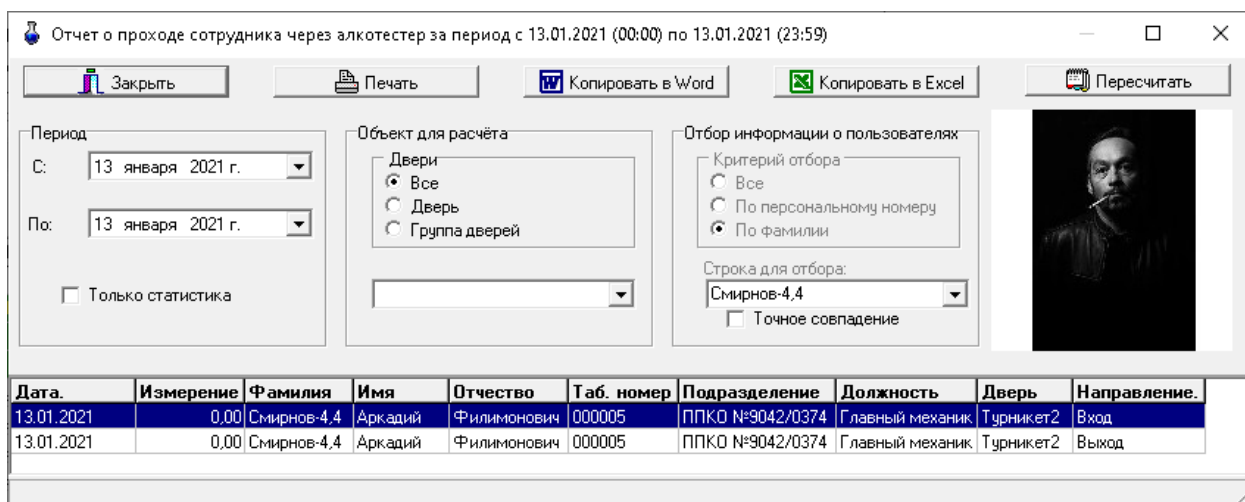 Отчет о проходе сотрудника через алкотестер за период с 13.01.2021 (00:00) по 13.01.2021 (23:59)
Закрыть Печать Копировать в Word Копировать в Excel Пересчитать
Период Объект для расчёта Отбор информации о пользователях
Двери Критерий отбора
С: 13 января 2021 г. Все Все
Дверь По персональному номеру
По: 13 января 2021 г. Группа дверей По фамилии
Строка для отбора:
Только статистика Смирнов-4,4
Точное совпадение
Дата. Измерение Фамилия Имя Отчество Таб. номер Подразделение Должность Дверь Направление.
13.01.2021 0,00 Смирнов-4,4 Аркадий Филимонович 000005 ППКО №9042/0374 Главный механик Турникет2 Вход
13.01.2021 0,00 Смирнов-4,4 Аркадий Филимонович 000005 ППКО №9042/0374 Главный механик Турникет2 Выход